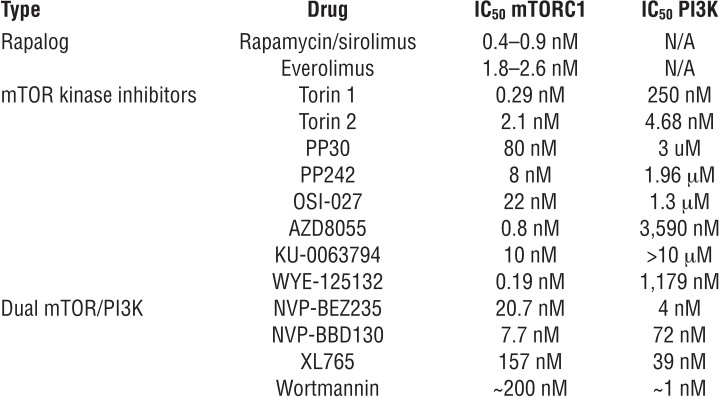 Type Drug IC50 mTORC1 IC50 PI3K
Rapalog Rapamycin/sirolimus 0.4–0.9 nM N/A
Everolimus 1.8–2.6 nM N/A
mTOR kinase inhibitors Torin 1 0.29 nM 250 nM
Torin 2 2.1 nM 4.68 nM
PP30 80 nM 3 uM
PP242 8 nM 1.96 μM
OSI-027 22 nM 1.3 μM
AZD8055 0.8 nM 3,590 nM
KU-0063794 10 nM >10 μM
WYE-125132 0.19 nM 1,179 nM
Dual mTOR/PI3K NVP-BEZ235 20.7 nM 4 nM
NVP-BBD130 7.7 nM 72 nM
XL765 157 nM 39 nM
Wortmannin ~200 nM ~1 nM